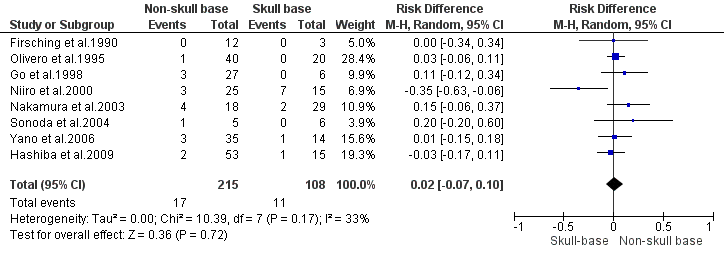 Non-skull base Skull base Risk Difference Risk Difference
Study or Subgroup Events Total Events Total Weight M-H, Random, 95% CI M-H, Random, 95% CI
Firsching et al.1990 0 12 0 3 5.0% 0.00 [-0.34, 0.34]
Olivero et al.1995 1 40 0 20 28.4% 0.03 [-0.06, 0.11]
Go et al.1998 3 27 0 6 9.9% 0.11 [-0.12, 0.34]
Niiro et al.2000 3 25 7 15 7.0% -0.35 [-0.63, -0.06]
Nakamura et al.2003 4 18 2 29 11.4% 0.15 [-0.06, 0.37]
Sonoda et al.2004 1 5 0 6 3.6% 0.20 [-0.20, 0.60]
Yano et al.2006 3 35 1 14 15.6% 0.01 [-0.15, 0.18]
Hashiba et al.2009 2 53 1 15 19.3% -0.03 [-0.17, 0.11]
Total (95% CI) 215 108 100.0% 0.02 [-0.07, 0.10]
Total events 17 11
Heterogeneity: Tau² = 0.00; Chi² = 10.39, df = 7 (P = 0.17); I² = 33%
Test for overall effect: Z = 0.36 (P = 0.72)
-1 -0.5 0 0.5 1
Skull-base Non-skull base